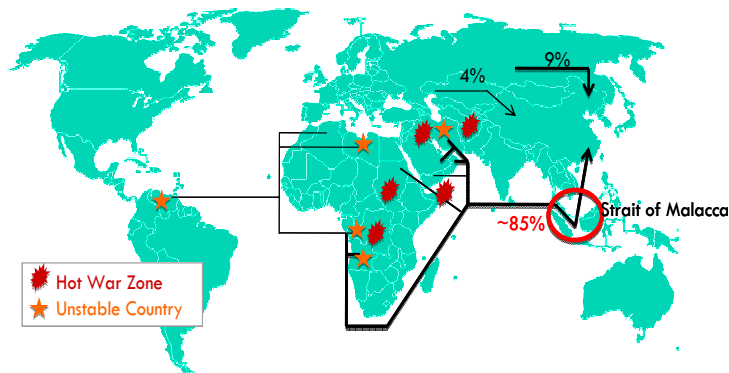 9%
4%
Strait of Malacca
~85%
Hot War Zone
Unstable Country